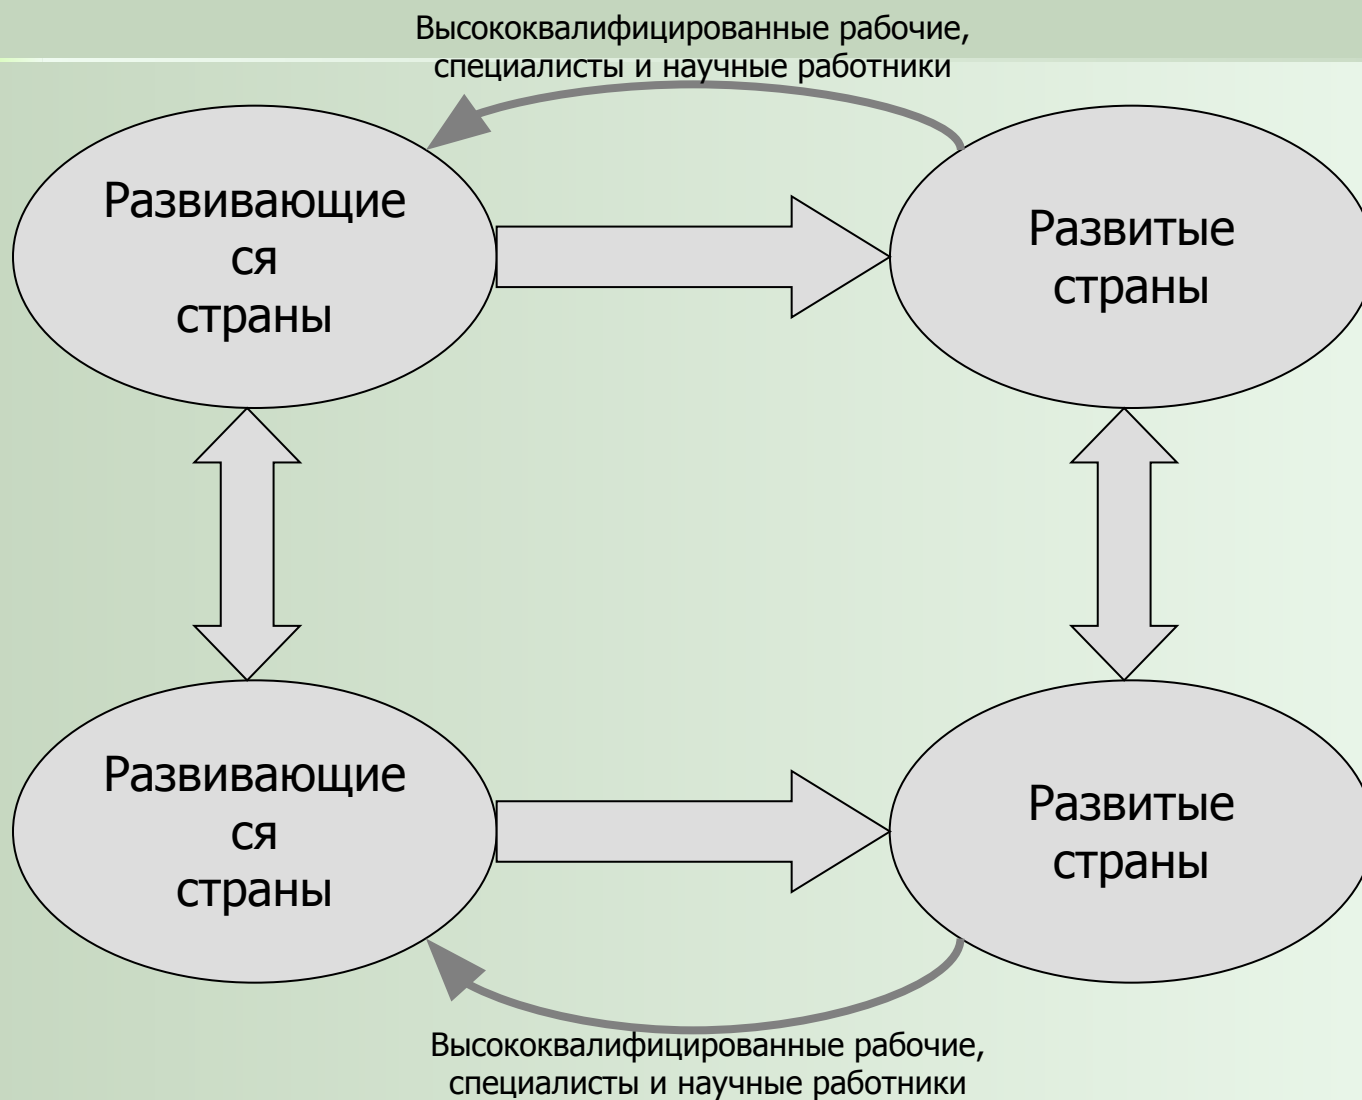 Высококвалифицированные рабочие,
специалисты и научные работники
Развивающие
ся
страны
Развитые
страны
Развивающие
ся
страны
Развитые
страны
Высококвалифицированные рабочие,
специалисты и научные работники